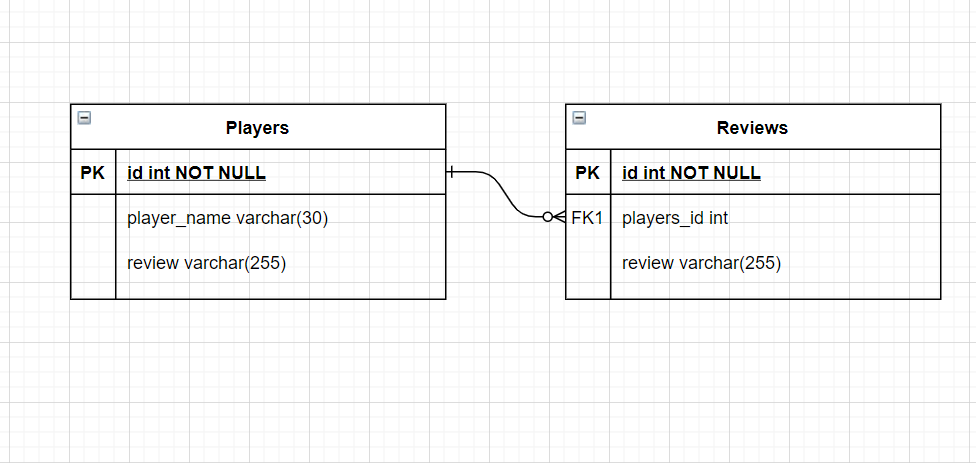 Players
PK id int NOT NULL
player_name varchar(30)
review varchar(255)
Reviews
PK id int NOT NULL
FK1 players_id int
review varchar(255)